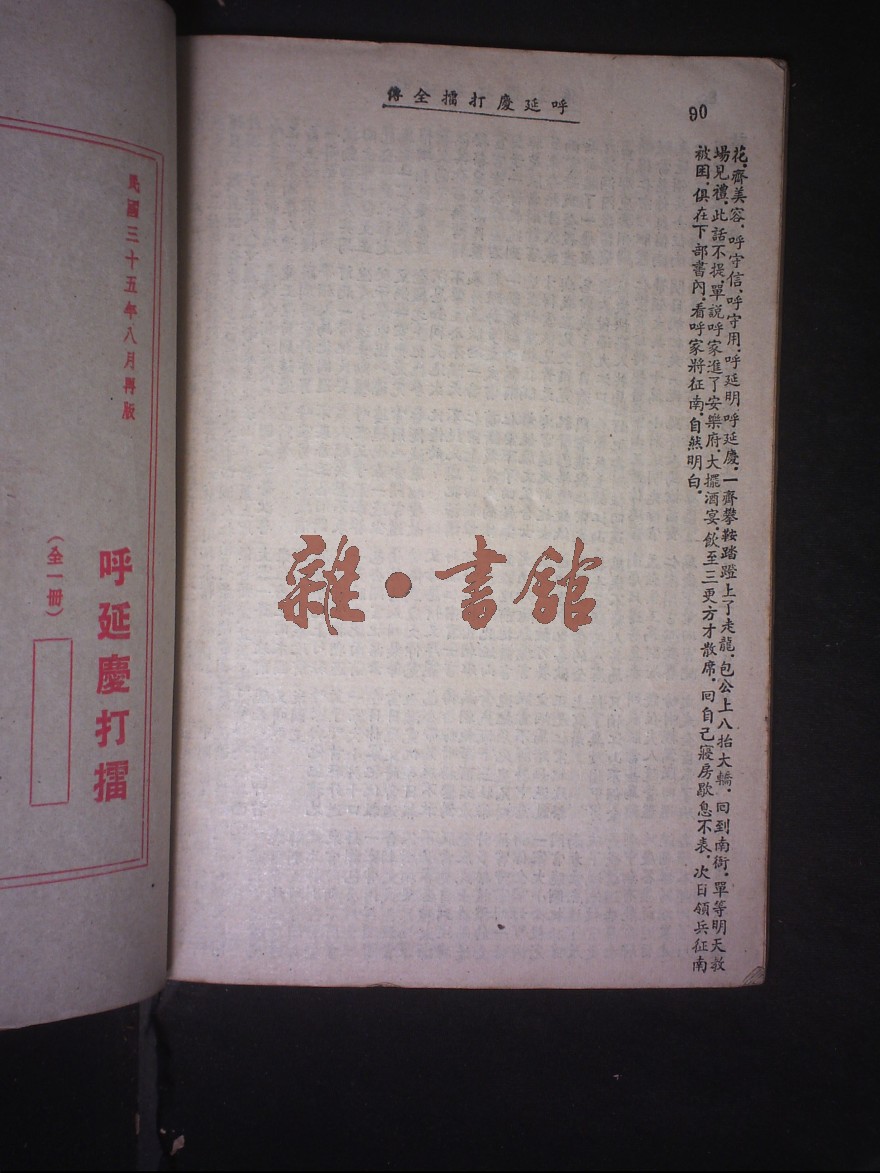 呼延慶打擂全傳
90
花，齊美容，呼守信，呼守用，呼延明呼延慶，一齊攀鞍踏蹬上了走龍，包公上八抬大轎，回到南衙，單等明天敎
場見禮，此話不提，單說呼家進了安樂府，大擺酒宴，飲至三更方才散席，回自己寢房歇息不表，次日領兵征南
被困，俱在下部書內，看呼家將征南，自然明白，
雜·書館
民國三十五年八月再版
呼延慶打擂
（全一冊）